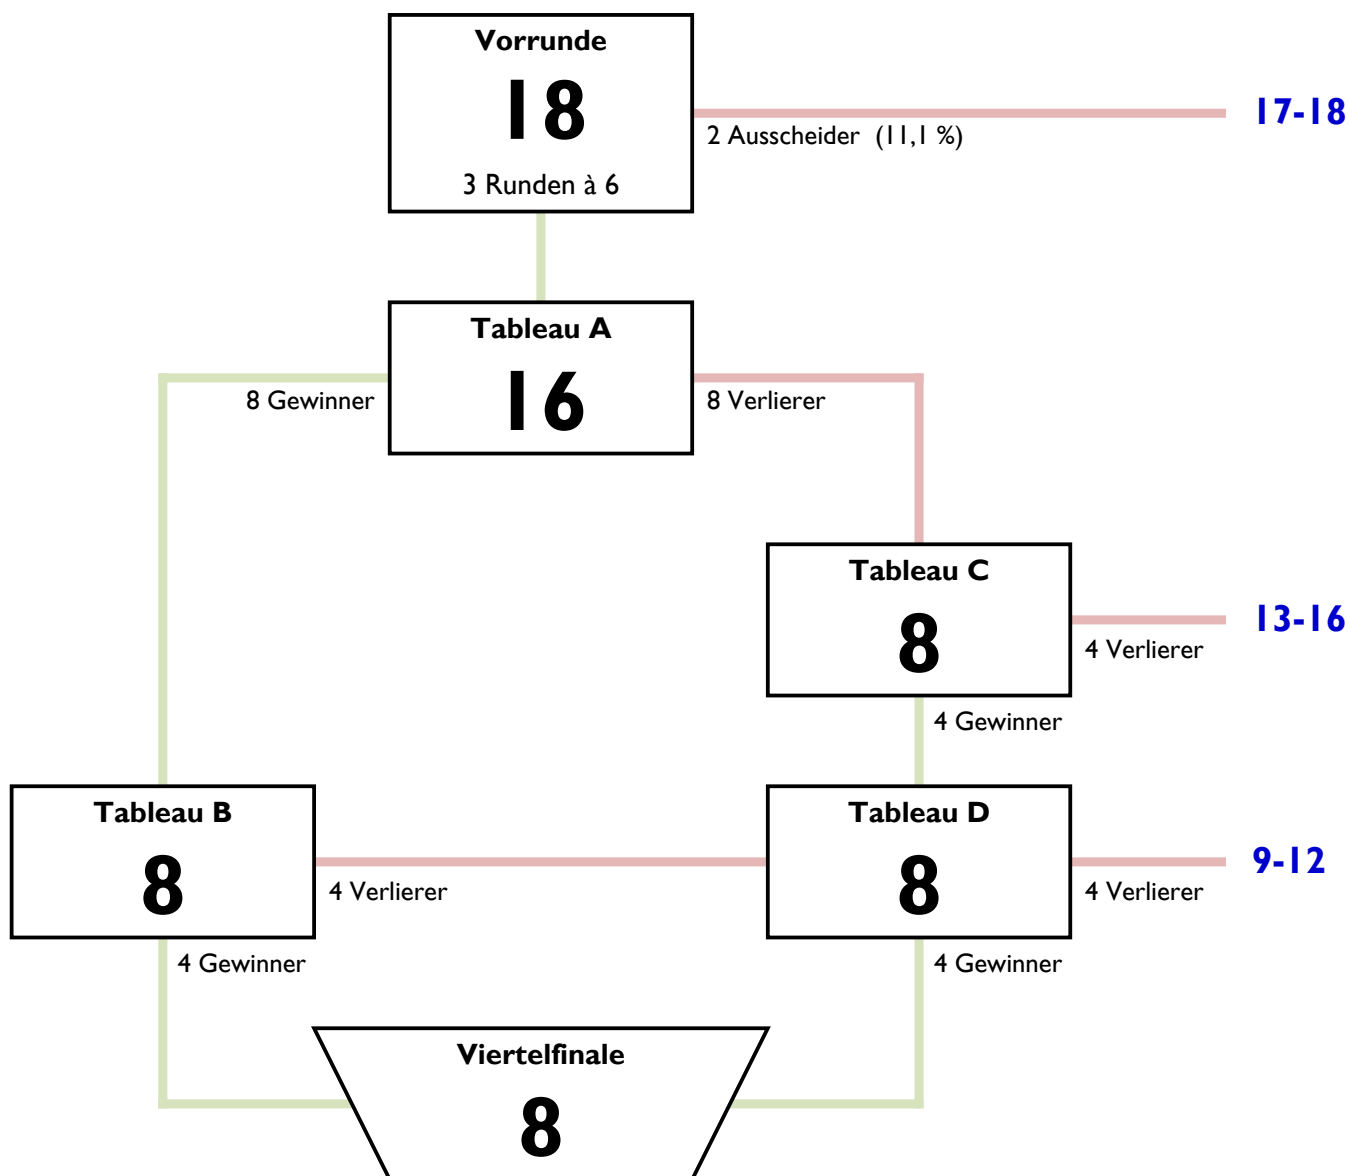 Vorrunde
18
3 Runden à 6
2 Ausscheider (11,1 %)
17-18
Tableau A
16
8 Gewinner
8 Verlierer
Tableau C
8
4 Verlierer
13-16
4 Gewinner
Tableau B
8
4 Verlierer
Tableau D
8
4 Verlierer
9-12
4 Gewinner
4 Gewinner
Viertelfinale
8